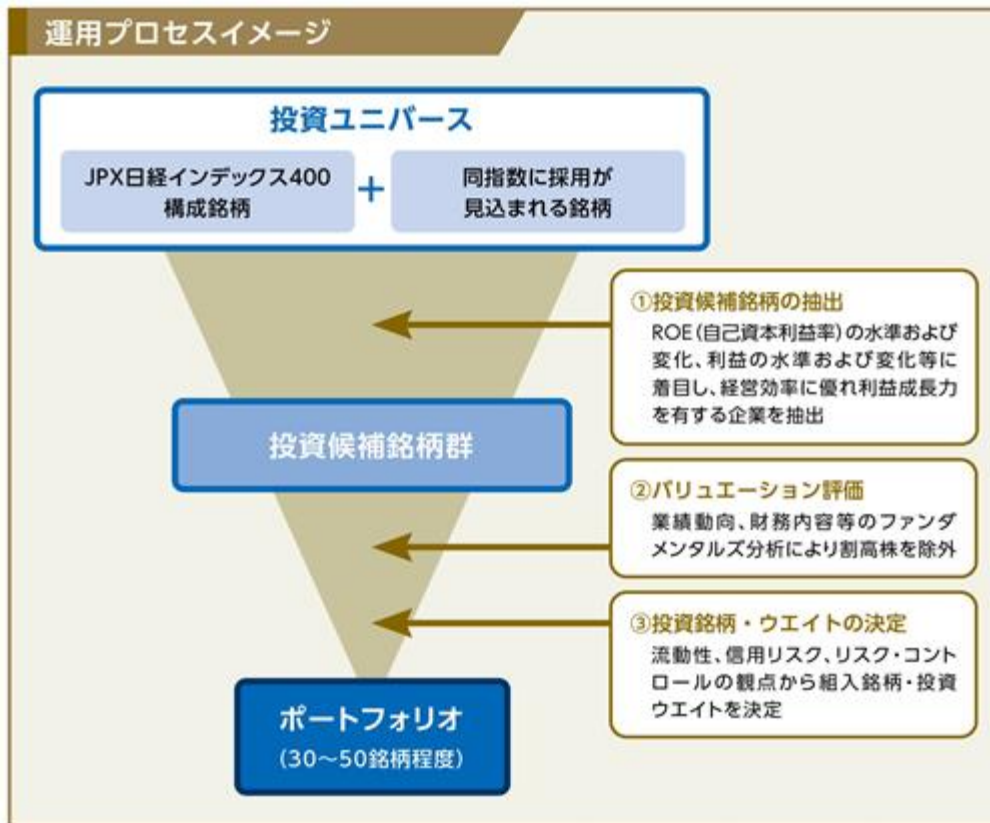 運用プロセスイメージ
投資ユニバース
JPX日経インデックス400
構成銘柄
+
同指数に採用が
見込まれる銘柄
①投資候補銘柄の抽出
ROE(自己資本利益率)の水準および
変化、利益の水準および変化等に
着目し、経営効率に優れ利益成長力
を有する企業を抽出
投資候補銘柄群
②バリュエーション評価
業績動向、財務内容等のファンダ
メンタルズ分析により割高株を除外
③投資銘柄・ウエイトの決定
流動性、信用リスク、リスク・コント
ロールの観点から組入銘柄・投資
ウエイトを決定
ポートフォリオ
(30～50銘柄程度)